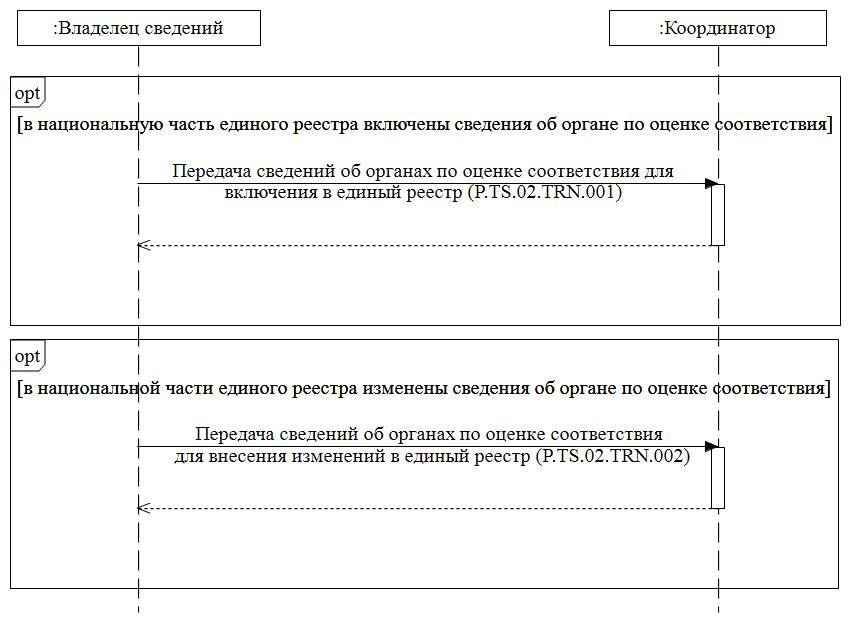 :Владелец сведений
:Координатор
opt
[в национальную часть единого реестра включены сведения об органе по оценке соответствия]
Передача сведений об органах по оценке соответствия для
включения в единый реестр (P.TS.02.TRN.001)
opt
[в национальной части единого реестра изменены сведения об органе по оценке соответствия]
Передача сведений об органах по оценке соответствия
для внесения изменений в единый реестр (P.TS.02.TRN.002)